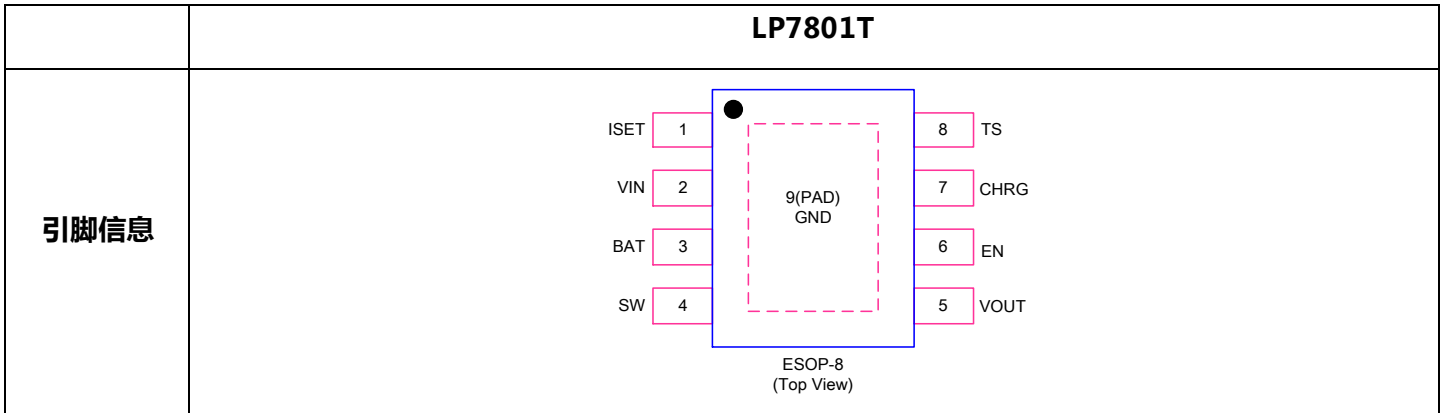 LP7801T
引脚信息
ISET 1
8 TS
VIN 2
7 CHRG
9(PAD)
GND
BAT 3
6 EN
SW 4
5 VOUT
ESOP-8
(Top View)